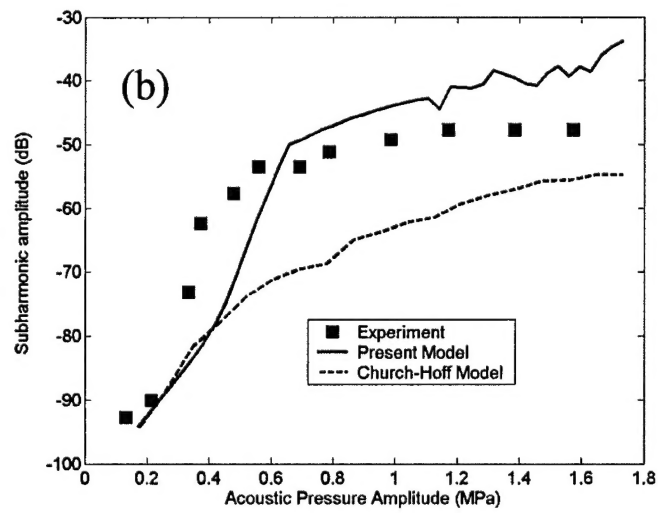 (b)
-30
-40
-50
-60
-70
-80
-90
-100
Subharmonic amplitude (dB)
Experiment
Present Model
Church-Hoff Model
0 0.2 0.4 0.6 0.8 1 1.2 1.4 1.6 1.8
Acoustic Pressure Amplitude (MPa)